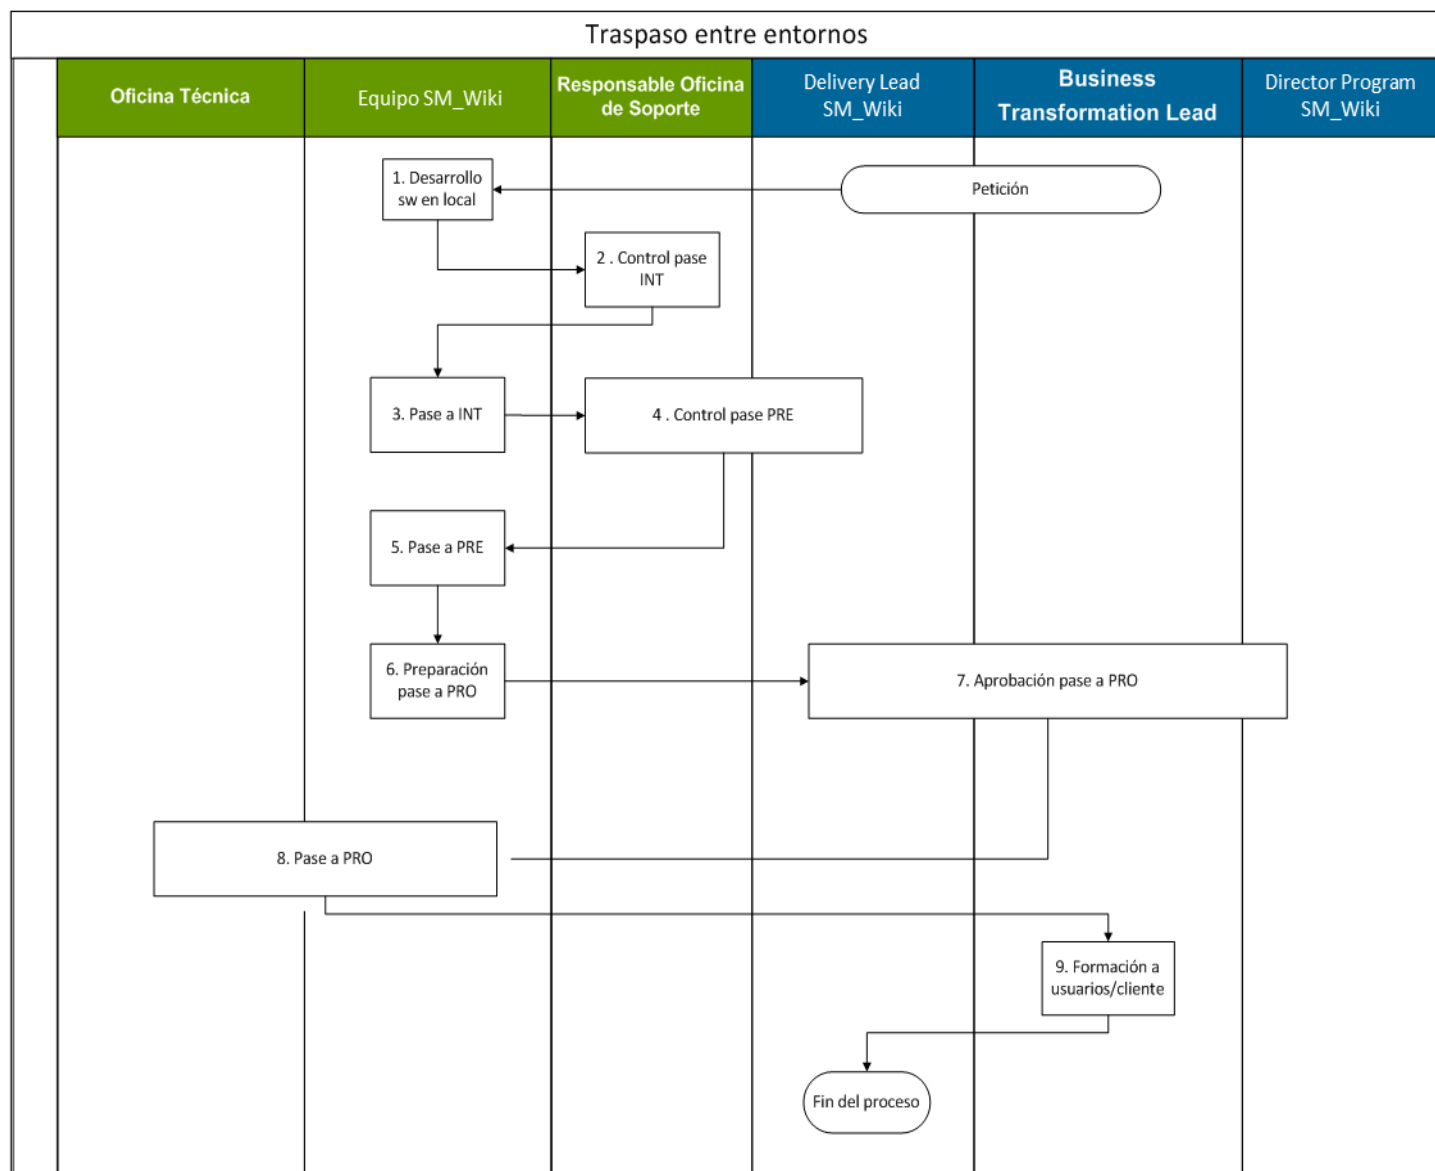 Traspaso entre entornos
Oficina Técnica
Equipo SM_Wiki
Responsable Oficina
de Soporte
Delivery Lead
SM_Wiki
Business
Transformation Lead
Director Program
SM_Wiki
1. Desarrollo
sw en local
Petición
2 . Control pase
INT
3. Pase a INT
4 . Control pase PRE
5. Pase a PRE
6. Preparación
pase a PRO
7. Aprobación pase a PRO
8. Pase a PRO
9. Formación a
usuarios/cliente
Fin del proceso